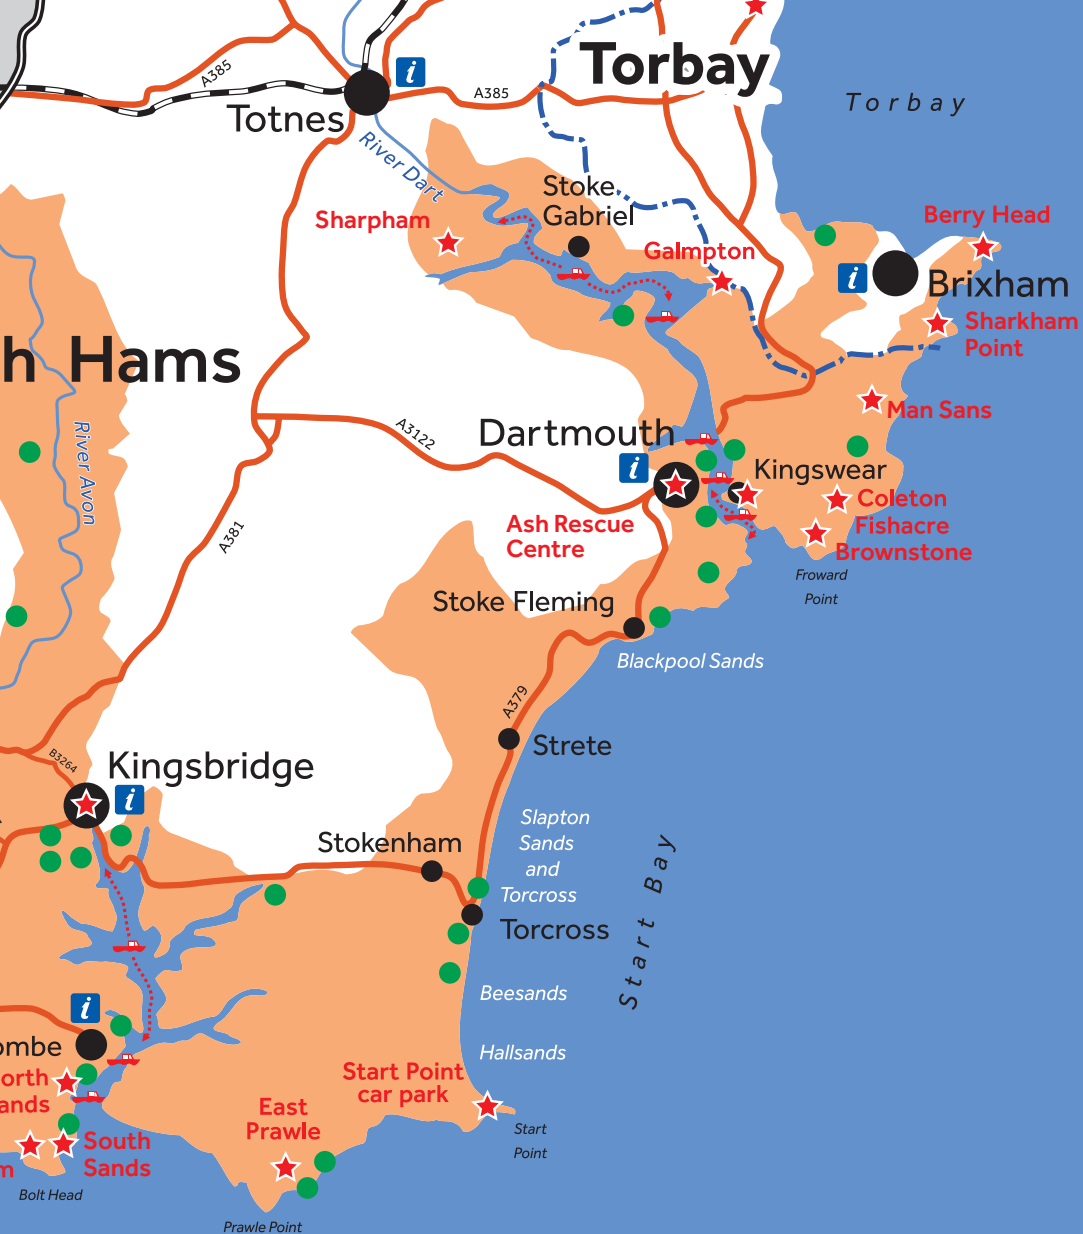 Torbay
Torbay
A385
A385
Totnes
River Dart
Sharpham
Stoke
Gabriel
Galmpton
Berry Head
Brixham
Sharkham
Point
Man Sans
h Hams
River Avon
A3122
A381
Dartmouth
Kingswear
Coleton
Fishacre
Brownstone
Froward
Point
Ash Rescue
Centre
Stoke Fleming
Blackpool Sands
A379
Strete
B3264
Kingsbridge
Slapton
Sands
and
Torcross
Stokenham
Torcross
Start Bay
Beesands
Hallsands
ombe
orth
ands
Start Point
car park
East
Prawle
Start
Point
South
Sands
m
Bolt Head
Prawle Point
i
i
i
i
i